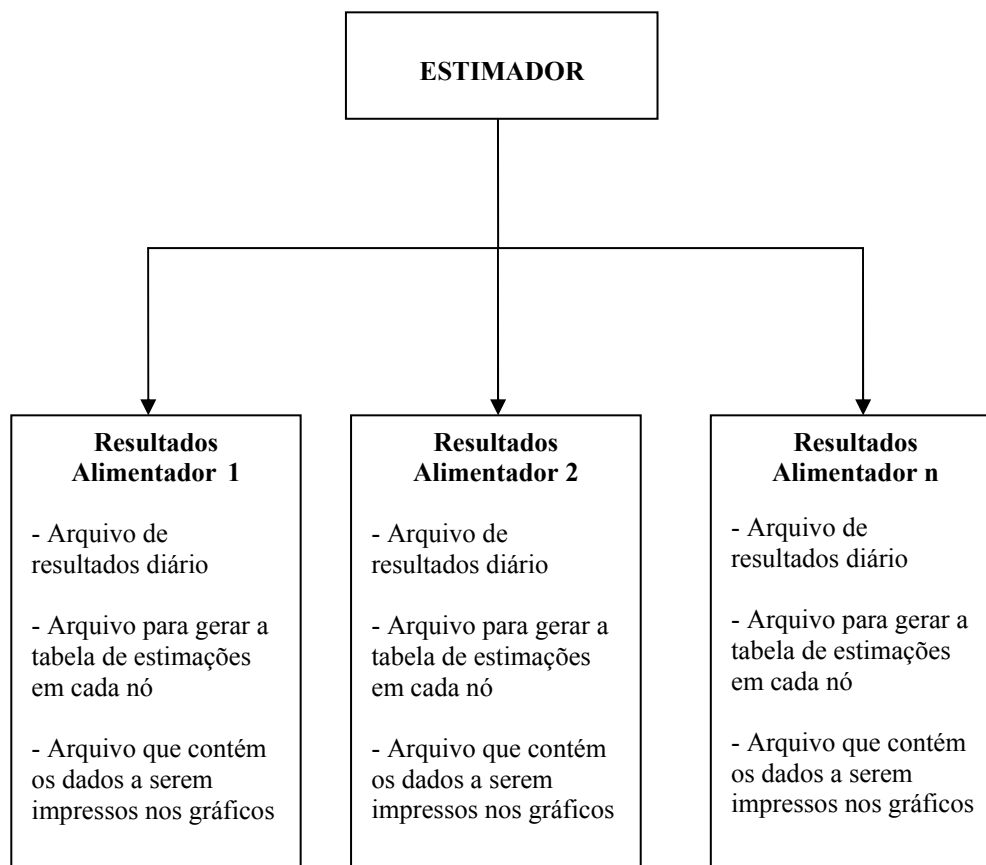 ESTIMADOR
Resultados
Alimentador 1
- Arquivo de
resultados diário
- Arquivo para gerar a
tabela de estimações
em cada nó
- Arquivo que contém
os dados a serem
impressos nos gráficos
Resultados
Alimentador 2
- Arquivo de
resultados diário
- Arquivo para gerar a
tabela de estimações
em cada nó
- Arquivo que contém
os dados a serem
impressos nos gráficos
Resultados
Alimentador n
- Arquivo de
resultados diário
- Arquivo para gerar a
tabela de estimações
em cada nó
- Arquivo que contém
os dados a serem
impressos nos gráficos